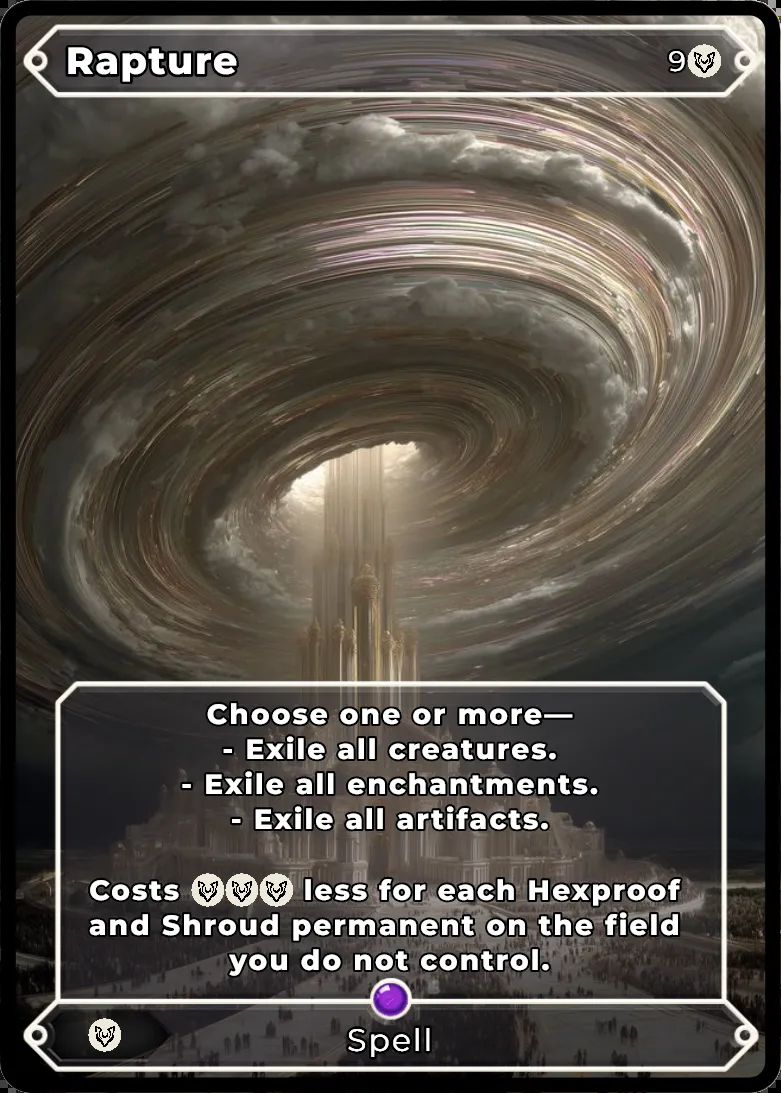 Rapture
9
Choose one or more—
- Exile all creatures.
- Exile all enchantments.
- Exile all artifacts.
Costs less for each Hexproof
and Shroud permanent on the field
you do not control.
Spell